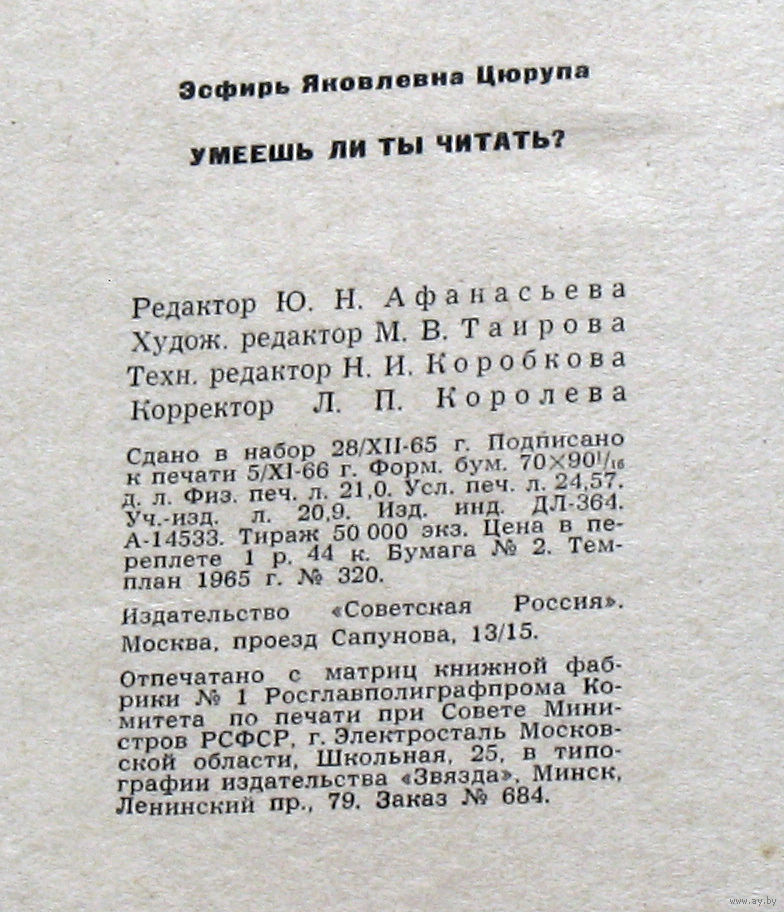 Эсфирь Яковлевна Цюрупа
УМЕЕШЬ ЛИ ТЫ ЧИТАТЬ?
Редактор Ю. Н. Афанасьева
Худож. редактор М. В. Таирова
Техн. редактор Н. И. Коробкова
Корректор Л. П. Королева
Сдано в набор 28/XII-65 г. Подписано
к печати 5/XI-66 г. Форм. бум. 70×90¹/₁₆
д. л. Физ. печ. л. 21,0. Усл. печ. л. 24,57.
Уч.-изд. л. 20,9. Изд. инд. ДЛ-364.
А-14533. Тираж 50 000 экз. Цена в пе-
реплете 1 р. 44 к. Бумага № 2. Тем-
план 1965 г. № 320.
Издательство «Советская Россия».
Москва, проезд Сапунова, 13/15.
Отпечатано с матриц книжной фаб-
рики № 1 Росглавполиграфпрома Ко-
митета по печати при Совете Мини-
стров РСФСР, г. Электросталь Москов-
ской области, Школьная, 25, в типо-
графии издательства «Звязда», Минск,
Ленинский пр., 79. Заказ № 684.
www.ay.by